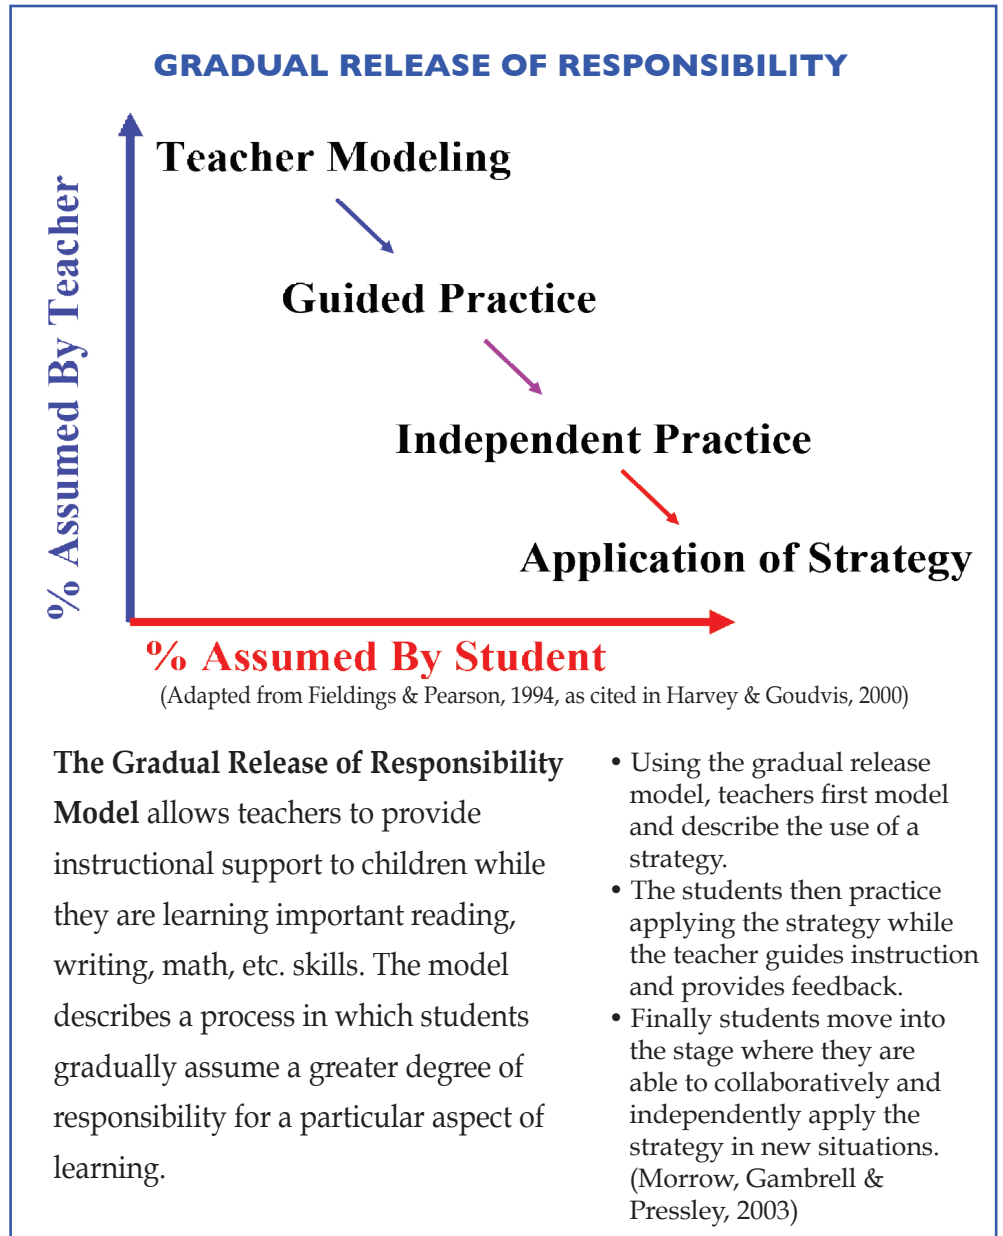 GRADUAL RELEASE OF RESPONSIBILITY
% Assumed By Teacher
Teacher Modeling
Guided Practice
Independent Practice
Application of Strategy
% Assumed By Student
(Adapted from Fieldings & Pearson, 1994, as cited in Harvey & Goudvis, 2000)
The Gradual Release of Responsibility
Model allows teachers to provide
instructional support to children while
they are learning important reading,
writing, math, etc. skills. The model
describes a process in which students
gradually assume a greater degree of
responsibility for a particular aspect of
learning.
• Using the gradual release
model, teachers first model
and describe the use of a
strategy.
• The students then practice
applying the strategy while
the teacher guides instruction
and provides feedback.
• Finally students move into
the stage where they are
able to collaboratively and
independently apply the
strategy in new situations.
(Morrow, Gambrell &
Pressley, 2003)